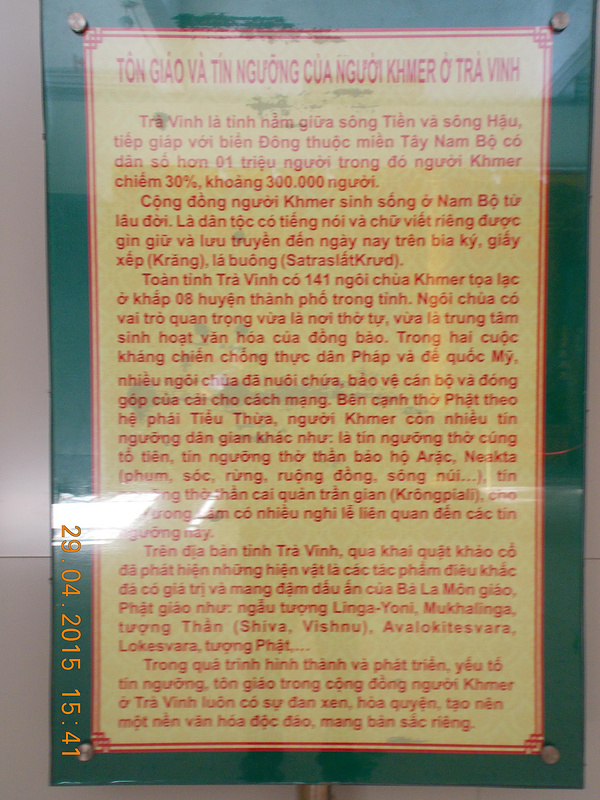 TÔN GIÁO VÀ TÍN NGƯỠNG CỦA NGƯỜI KHMER Ở TRÀ VINH
Trà Vinh là tỉnh nằm giữa sông Tiền và sông Hậu,
tiếp giáp với biển Đông thuộc miền Tây Nam Bộ có
dân số hơn 01 triệu người trong đó người Khmer
chiếm 30%, khoảng 300.000 người.
Cộng đồng người Khmer sinh sống ở Nam Bộ từ
lâu đời. Là dân tộc có tiếng nói và chữ viết riêng được
gìn giữ và lưu truyền đến ngày nay trên bia ký, giấy
xếp (Krăng), lá buông (SatraslấtKrưd).
Toàn tỉnh Trà Vinh có 141 ngôi chùa Khmer tọa lạc
ở khắp 08 huyện thành phố trong tỉnh. Ngôi chùa có
vai trò quan trọng vừa là nơi thờ tự, vừa là trung tâm
sinh hoạt văn hóa của đồng bào. Trong hai cuộc
kháng chiến chống thực dân Pháp và đế quốc Mỹ,
nhiều ngôi chùa đã nuôi chứa, bảo vệ cán bộ và đóng
góp của cải cho cách mạng. Bên cạnh thờ Phật theo
hệ phái Tiểu Thừa, người Khmer còn nhiều tín
ngưỡng dân gian khác như: là tín ngưỡng thờ cúng
tổ tiên, tín ngưỡng thờ thần bảo hộ Arặc, Neakta
(phum, sóc, rừng, ruộng đồng, sông núi...), tín
thờ thần cai quản trần gian (Krôngpiali), cho
có nhiều nghi lễ liên quan đến các tín
ngưỡng này.
Trên địa bàn tỉnh Trà Vinh, qua khai quật khảo cổ
đã phát hiện những hiện vật là các tác phẩm điêu khắc
đá có giá trị và mang đậm dấu ấn của Bà La Môn giáo,
Phật giáo như: ngẫu tượng Linga-Yoni, Mukhalinga,
tượng Thần (Shiva, Vishnu), Avalokitesvara,
Lokesvara, tượng Phật,...
Trong quá trình hình thành và phát triển, yếu tố
tín ngưỡng, tôn giáo trong cộng đồng người Khmer
ở Trà Vinh luôn có sự đan xen, hòa quyện, tạo nên
một nền văn hóa độc đáo, mang bản sắc riêng.
29.04.2015 15:41